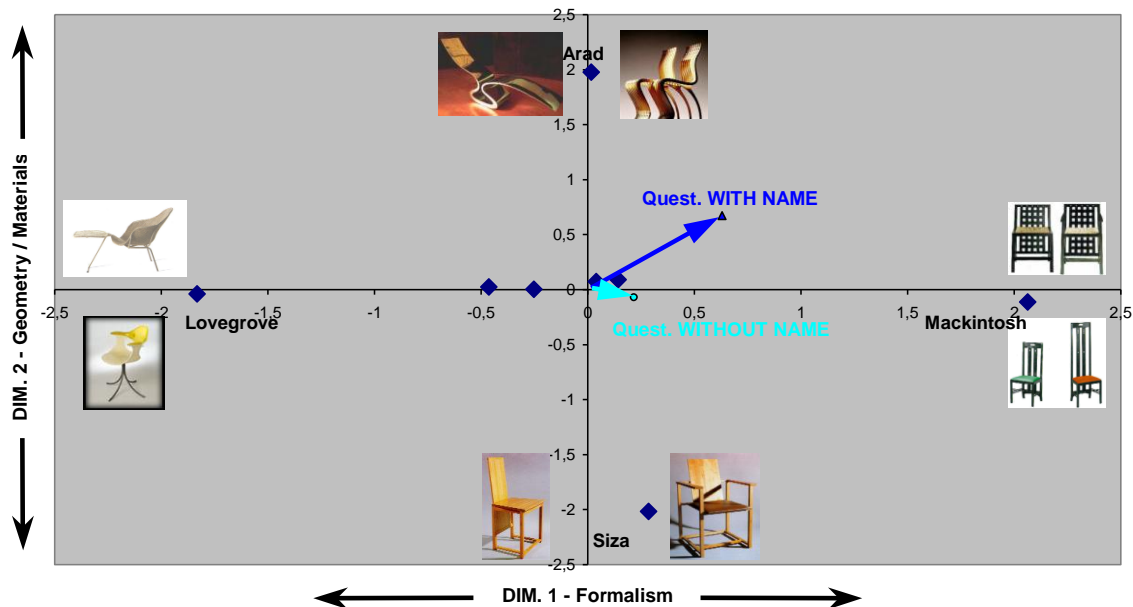 2,5
Arad
2
1,5
1
Quest. WITH NAME
0,5
0
-2,5 -2 -1,5 -1 -0,5 0 0,5 1 1,5 2 2,5
Lovegrove Mackintosh
Quest. WITHOUT NAME
-0,5
-1
-1,5
-2
Siza
-2,5
DIM. 2 - Geometry / Materials
DIM. 1 - Formalism